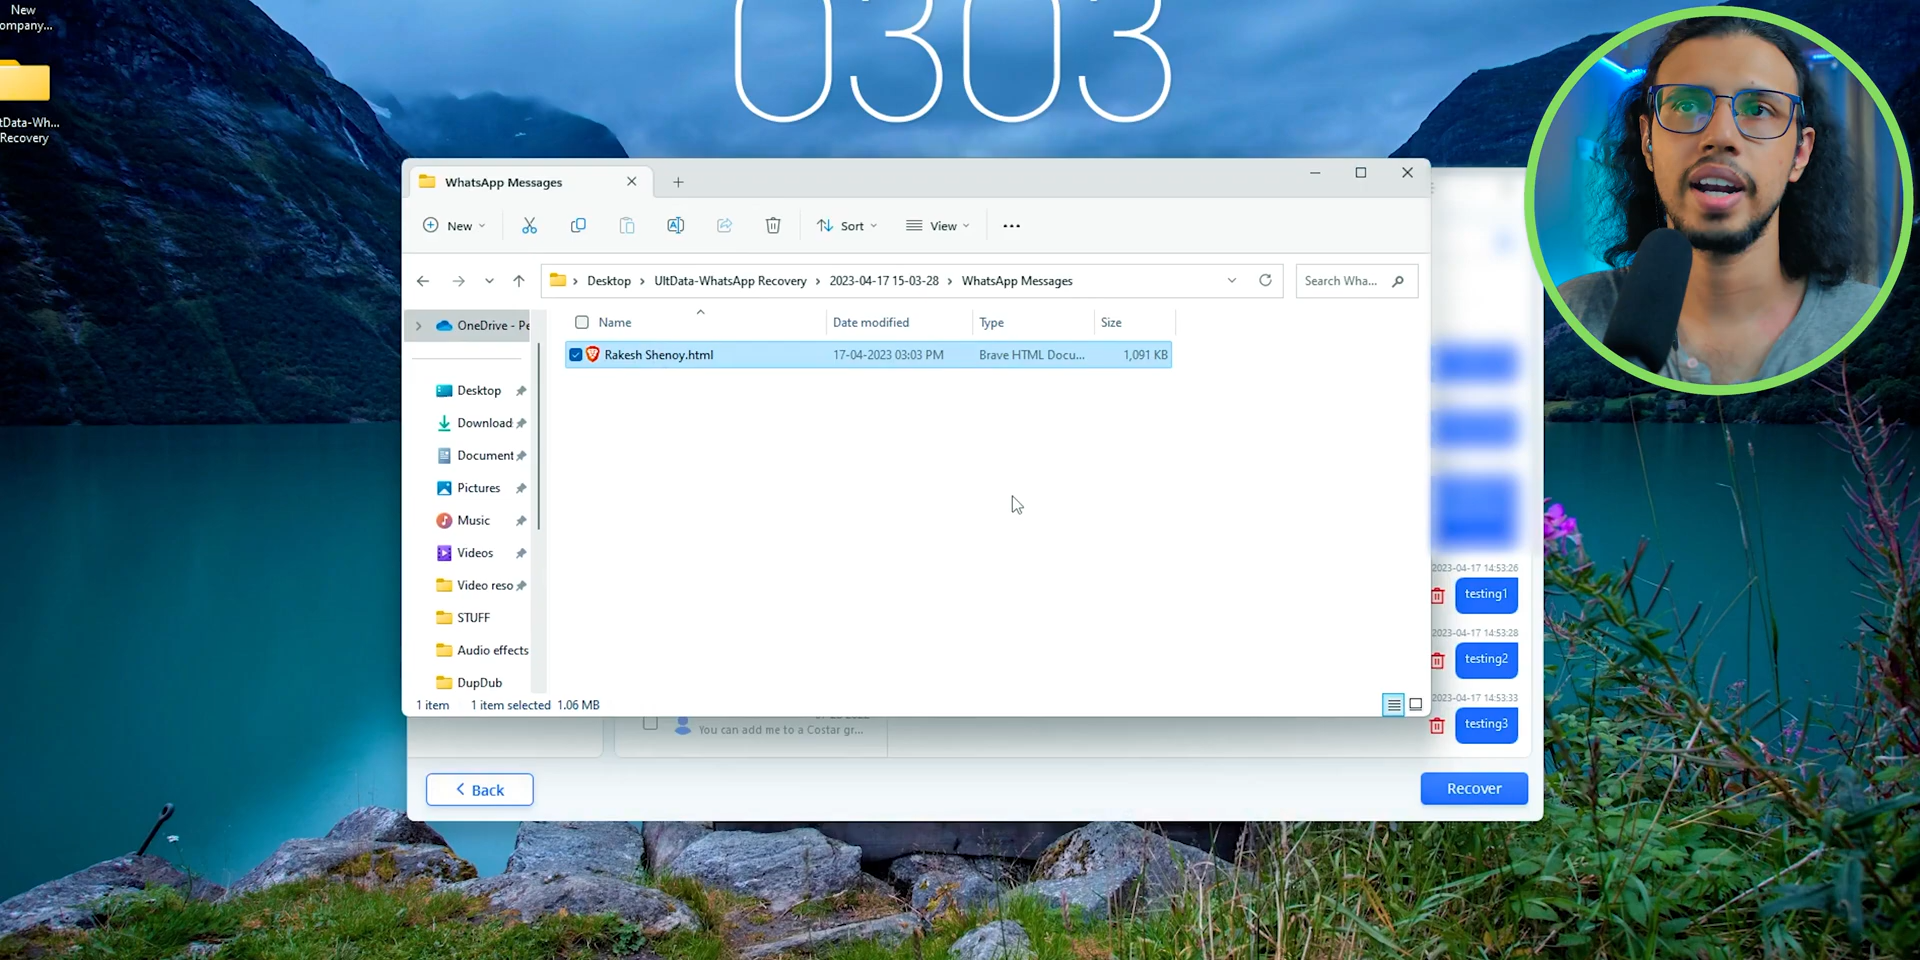 New
ompany...
0303
tData-Wh...
Recovery
WhatsApp Messages
New
Sort
View
Desktop
UltData-WhatsApp Recovery
2023-04-17 15-03-28
WhatsApp Messages
Search Wha...
OneDrive - Pe
Name
Date modified
Type
Size
Rakesh Shenoy.html
17-04-2023 03:03 PM
Brave HTML Docu...
1,091 KB
Desktop
Download
Document
Pictures
Music
Videos
Video reso
STUFF
Audio effects
DupDub
1 item
1 item selected
1.06 MB
2023-04-17 14:53:26
testing1
2023-04-17 14:53:28
testing2
2023-04-17 14:53:33
testing3
You can add me to a Costar gr...
Back
Recover